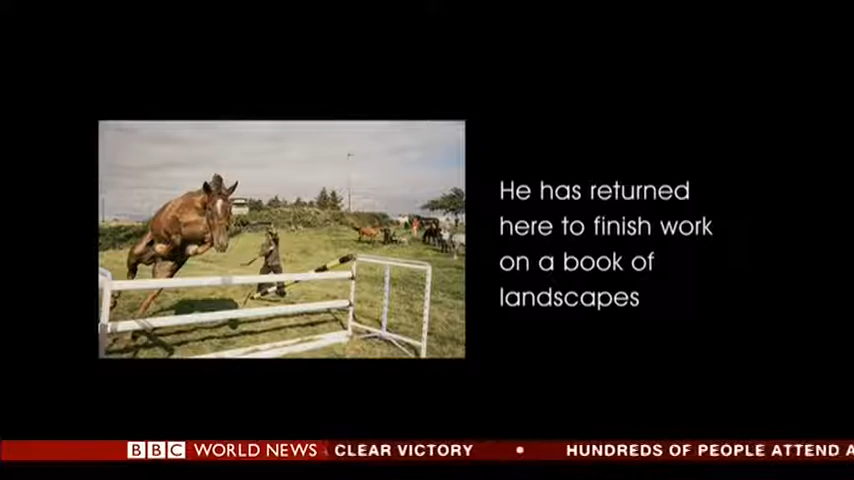 He has returned
here to finish work
on a book of
landscapes
BBC WORLD NEWS CLEAR VICTORY • HUNDREDS OF PEOPLE ATTEND A